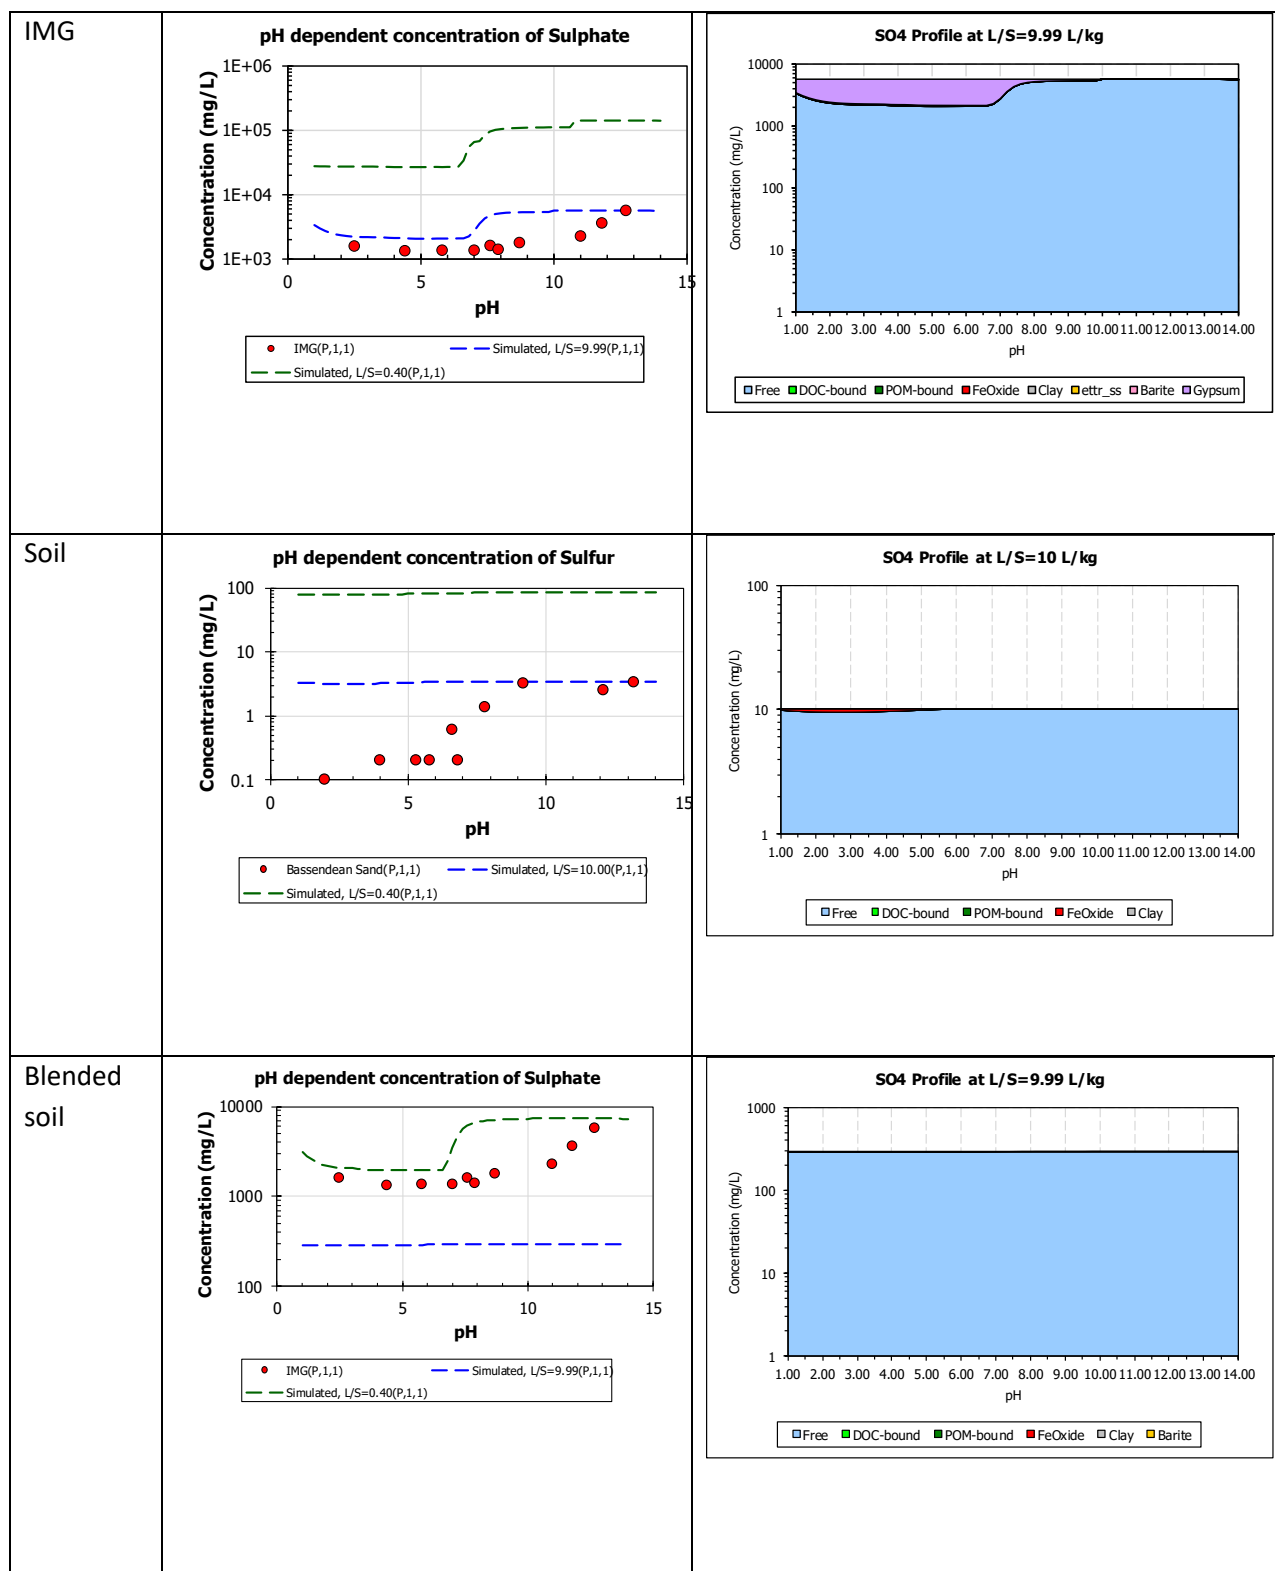 IMG
pH dependent concentration of Sulphate
Concentration (mg/L)
1E+06
1E+05
1E+04
1E+03
0 5 10 15
pH
IMG(P,1,1) Simulated, L/S=9.99(P,1,1)
Simulated, L/S=0.40(P,1,1)
SO4 Profile at L/S=9.99 L/kg
Concentration (mg/L)
10000
1000
100
10
1
1.00 2.00 3.00 4.00 5.00 6.00 7.00 8.00 9.00 10.00 11.00 12.00 13.00 14.00
pH
Free DOC-bound POM-bound FeOxide Clay ettr_ss Barite Gypsum
Soil
pH dependent concentration of Sulfur
Concentration (mg/L)
100
10
1
0.1
0 5 10 15
pH
Bassendean Sand(P,1,1) Simulated, L/S=10.00(P,1,1)
Simulated, L/S=0.40(P,1,1)
SO4 Profile at L/S=10 L/kg
Concentration (mg/L)
100
10
1
1.00 2.00 3.00 4.00 5.00 6.00 7.00 8.00 9.00 10.00 11.00 12.00 13.00 14.00
pH
Free DOC-bound POM-bound FeOxide Clay
Blended
soil
pH dependent concentration of Sulphate
Concentration (mg/L)
10000
1000
100
0 5 10 15
pH
IMG(P,1,1) Simulated, L/S=9.99(P,1,1)
Simulated, L/S=0.40(P,1,1)
SO4 Profile at L/S=9.99 L/kg
Concentration (mg/L)
1000
100
10
1
1.00 2.00 3.00 4.00 5.00 6.00 7.00 8.00 9.00 10.00 11.00 12.00 13.00 14.00
pH
Free DOC-bound POM-bound FeOxide Clay Barite